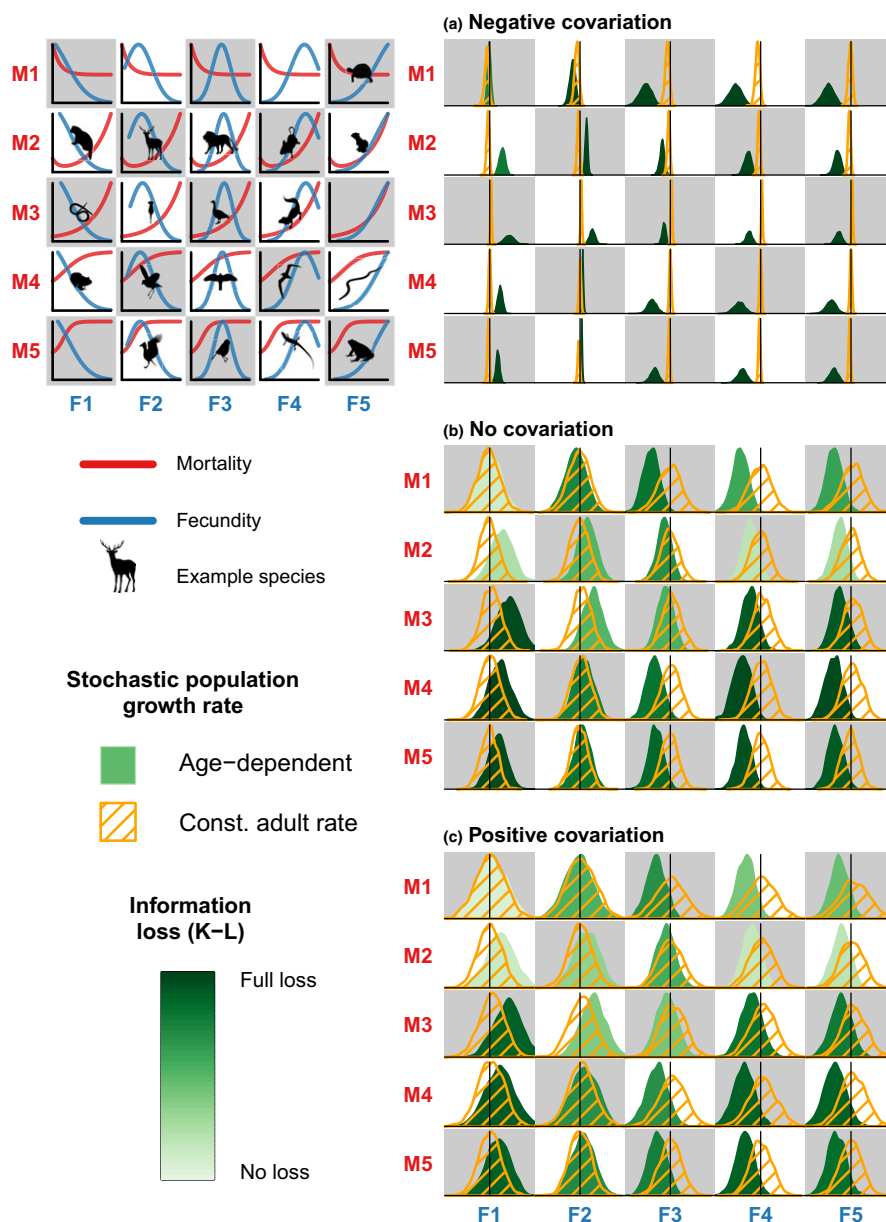 M1
M2
M3
M4
M5
F1 F2 F3 F4 F5
Mortality
Fecundity
Example species
Stochastic population
growth rate
Age−dependent
Const. adult rate
Information
loss (K−L)
Full loss
No loss
(a) Negative covariation
M1
M2
M3
M4
M5
(b) No covariation
M1
M2
M3
M4
M5
(c) Positive covariation
M1
M2
M3
M4
M5
F1 F2 F3 F4 F5